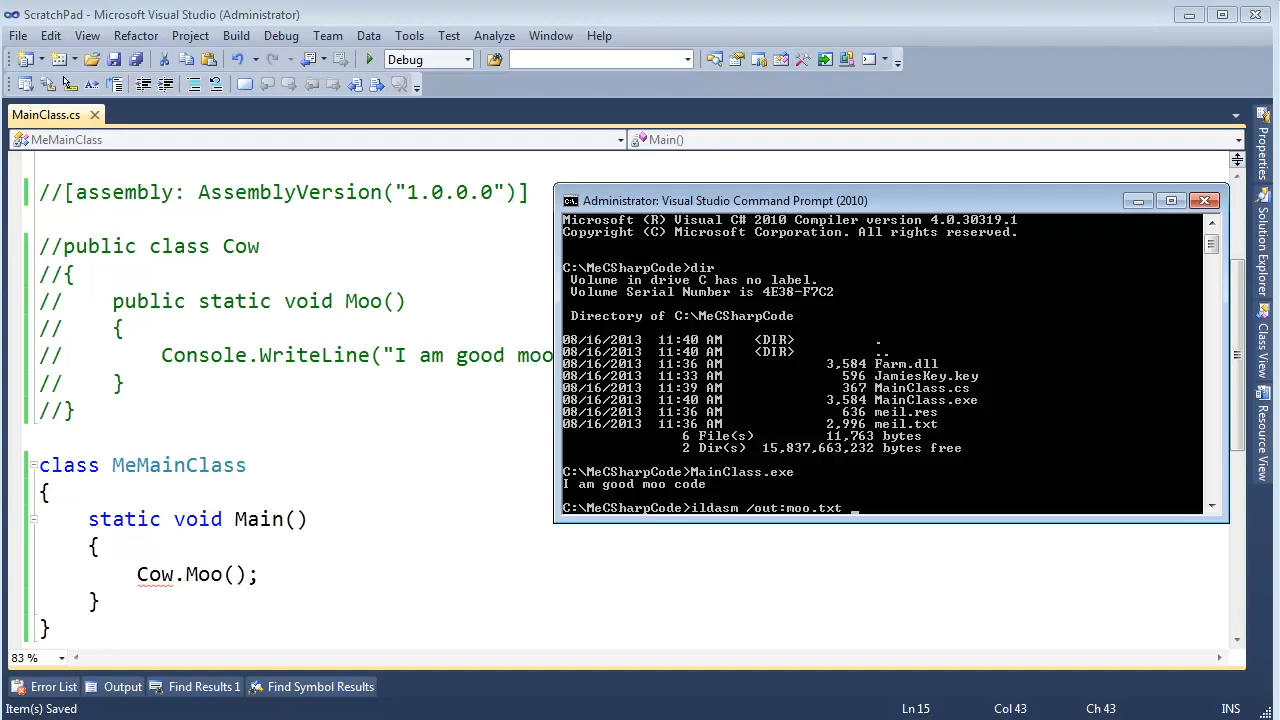 ScratchPad - Microsoft Visual Studio (Administrator)
File Edit View Refactor Project Build Debug Team Data Tools Test Analyze Window Help
Debug
MainClass.cs
MeMainClass
Main()
//[assembly: AssemblyVersion("1.0.0.0")]
//public class Cow
//{
//    public static void Moo()
//    {
//        Console.WriteLine("I am good moo
//    }
//}
class MeMainClass
{
    static void Main()
    {
        Cow.Moo();
    }
}
83 %
Administrator: Visual Studio Command Prompt (2010)
Microsoft (R) Visual C# 2010 Compiler version 4.0.30319.1
Copyright (C) Microsoft Corporation. All rights reserved.
C:\MeCSharpCode>dir
 Volume in drive C has no label.
 Volume Serial Number is 4E38-F7C2
 Directory of C:\MeCSharpCode
08/16/2013  11:40 AM    <DIR>          .
08/16/2013  11:40 AM    <DIR>          ..
08/16/2013  11:36 AM             3,584 Farm.dll
08/16/2013  11:33 AM               596 JamiesKey.key
08/16/2013  11:39 AM               367 MainClass.cs
08/16/2013  11:40 AM             3,584 MainClass.exe
08/16/2013  11:36 AM               636 meil.res
08/16/2013  11:36 AM             2,996 meil.txt
               6 File(s)         11,763 bytes
               2 Dir(s)  15,837,663,232 bytes free
C:\MeCSharpCode>MainClass.exe
I am good moo code
C:\MeCSharpCode>ildasm /out:moo.txt _
Properties
Solution Explorer
Class View
Resource View
Error List
Output
Find Results 1
Find Symbol Results
Item(s) Saved
Ln 15
Col 43
Ch 43
INS